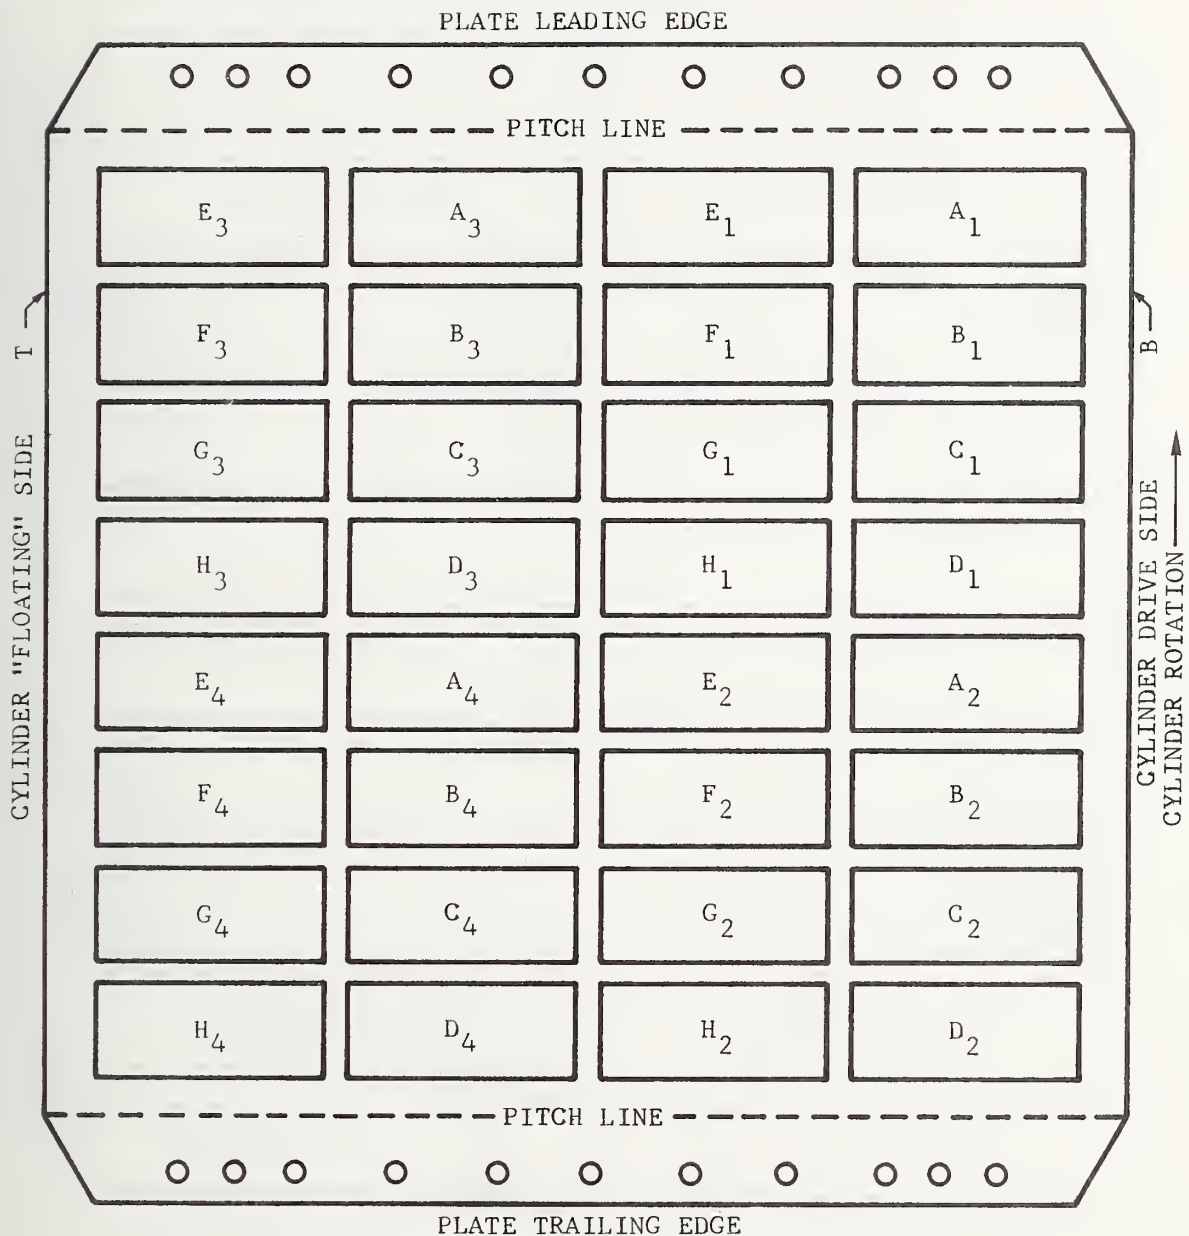 PLATE LEADING EDGE
PITCH LINE
E3 A3 E1 A1
F3 B3 F1 B1
G3 C3 G1 C1
H3 D3 H1 D1
E4 A4 E2 A2
F4 B4 F2 B2
G4 C4 G2 C2
H4 D4 H2 D2
PITCH LINE
PLATE TRAILING EDGE
CYLINDER "FLOATING" SIDE T
B
CYLINDER DRIVE SIDE
CYLINDER ROTATION